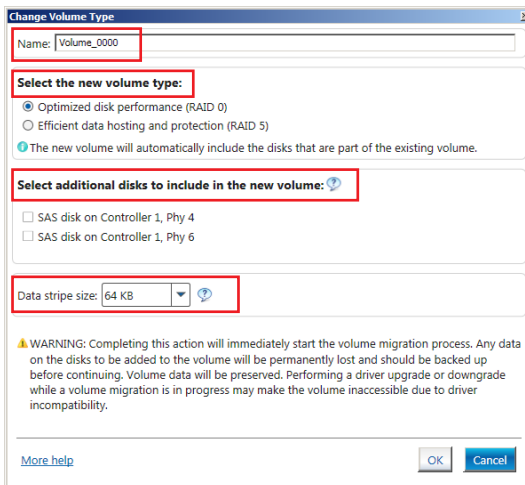 Change Volume Type
Name: Volume_0000
Select the new volume type:
Optimized disk performance (RAID 0)
Efficient data hosting and protection (RAID 5)
The new volume will automatically include the disks that are part of the existing volume.
Select additional disks to include in the new volume:
SAS disk on Controller 1, Phy 4
SAS disk on Controller 1, Phy 6
Data stripe size: 64 KB
WARNING: Completing this action will immediately start the volume migration process. Any data
on the disks to be added to the volume will be permanently lost and should be backed up
before continuing. Volume data will be preserved. Performing a driver upgrade or downgrade
while a volume migration is in progress may make the volume inaccessible due to driver
incompatibility.
More help
OK
Cancel